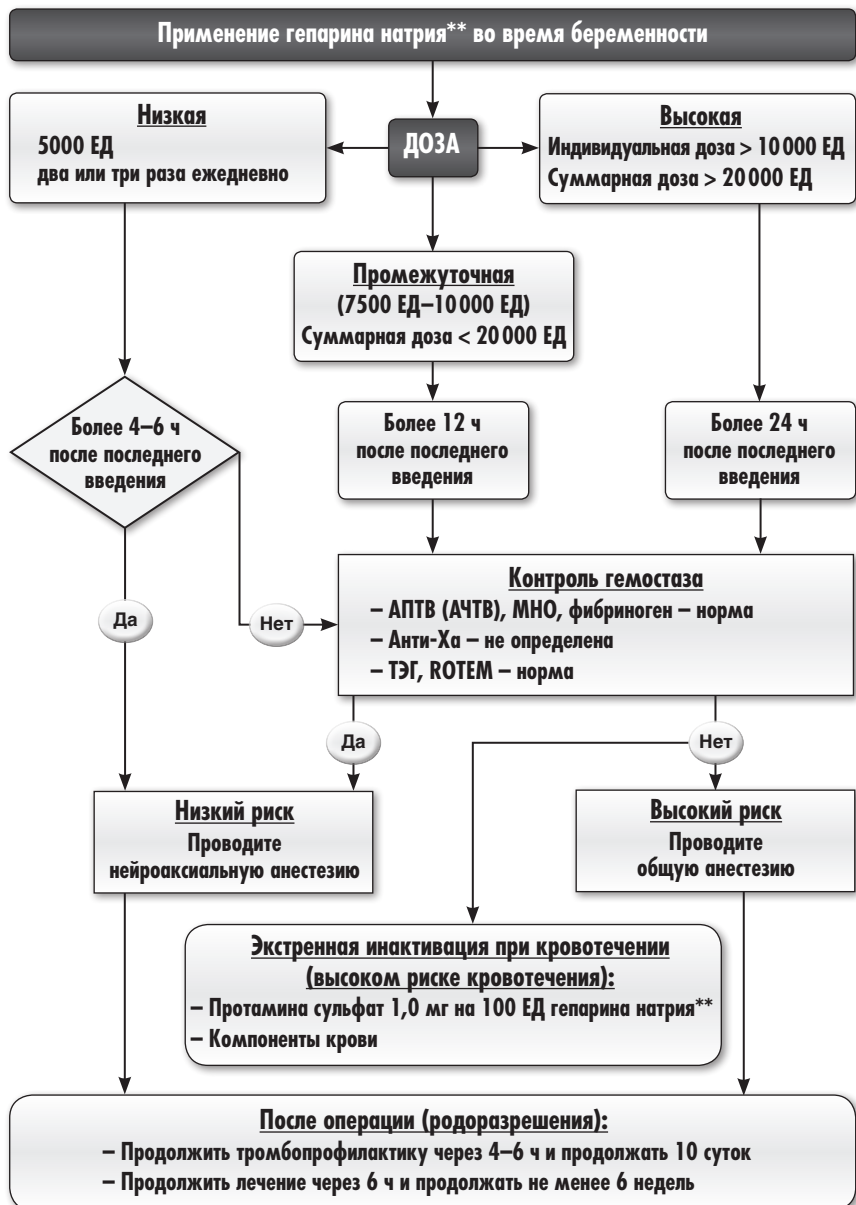 Применение гепарина натрия** во время беременности
Низкая
5000 ЕД
два или три раза ежедневно
ДОЗА
Высокая
Индивидуальная доза > 10 000 ЕД
Суммарная доза > 20 000 ЕД
Промежуточная
(7500 ЕД–10 000 ЕД)
Суммарная доза < 20 000 ЕД
Более 4–6 ч
после последнего
введения
Более 12 ч
после последнего
введения
Более 24 ч
после последнего
введения
Да
Нет
Контроль гемостаза
– АПТВ (АЧТВ), МНО, фибриноген – норма
– Анти-Ха – не определена
– ТЭГ, ROTEM – норма
Да
Нет
Низкий риск
Проводите
нейроаксиальную анестезию
Высокий риск
Проводите
общую анестезию
Экстренная инактивация при кровотечении
(высоком риске кровотечения):
– Протамина сульфат 1,0 мг на 100 ЕД гепарина натрия**
– Компоненты крови
После операции (родоразрешения):
– Продолжить тромбопрофилактику через 4–6 ч и продолжать 10 суток
– Продолжить лечение через 6 ч и продолжать не менее 6 недель